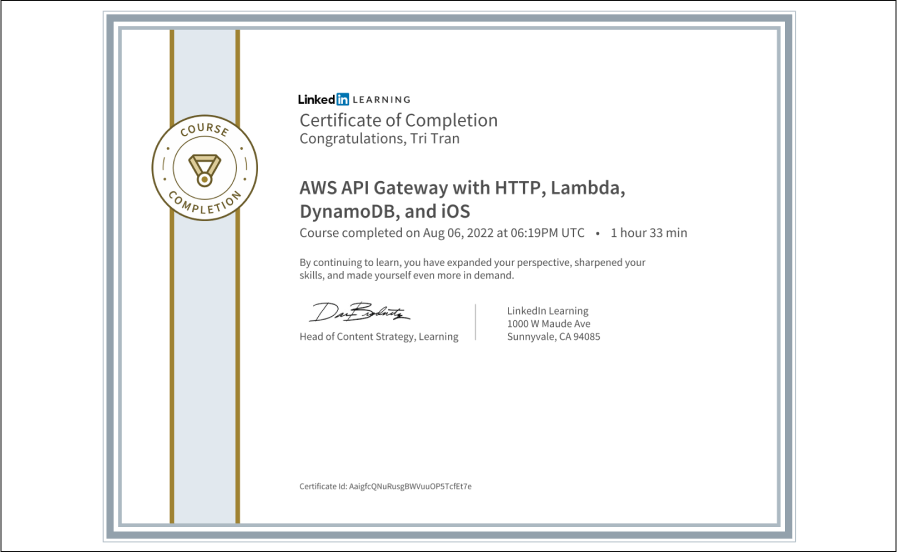 COURSE
COMPLETION
Linked in LEARNING
Certificate of Completion
Congratulations, Tri Tran
AWS API Gateway with HTTP, Lambda,
DynamoDB, and iOS
Course completed on Aug 06, 2022 at 06:19PM UTC • 1 hour 33 min
By continuing to learn, you have expanded your perspective, sharpened your
skills, and made yourself even more in demand.
Head of Content Strategy, Learning
LinkedIn Learning
1000 W Maude Ave
Sunnyvale, CA 94085
Certificate Id: AaigfcQNuRusgBWVuuOP5TcfEt7e